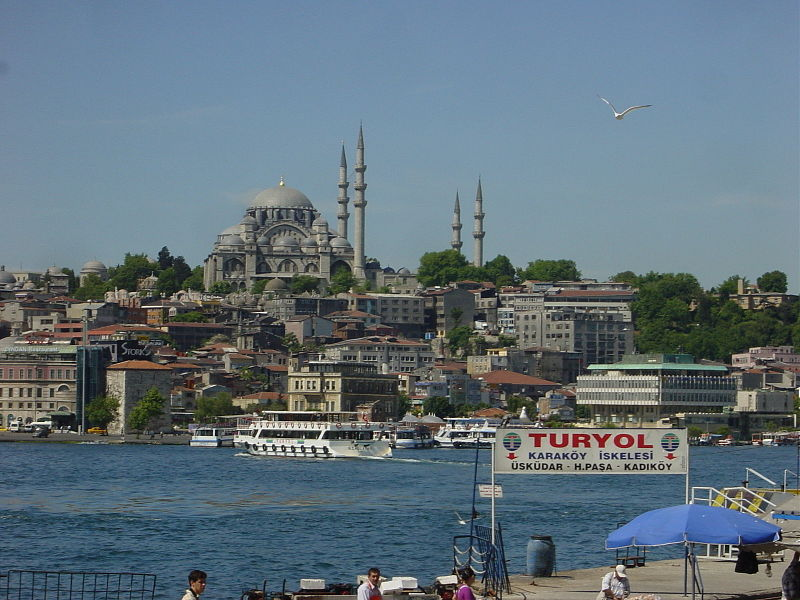 TURYOL
KARAKÖY İSKELESİ
ÜSKÜDAR - H.PAŞA - KADIKÖY